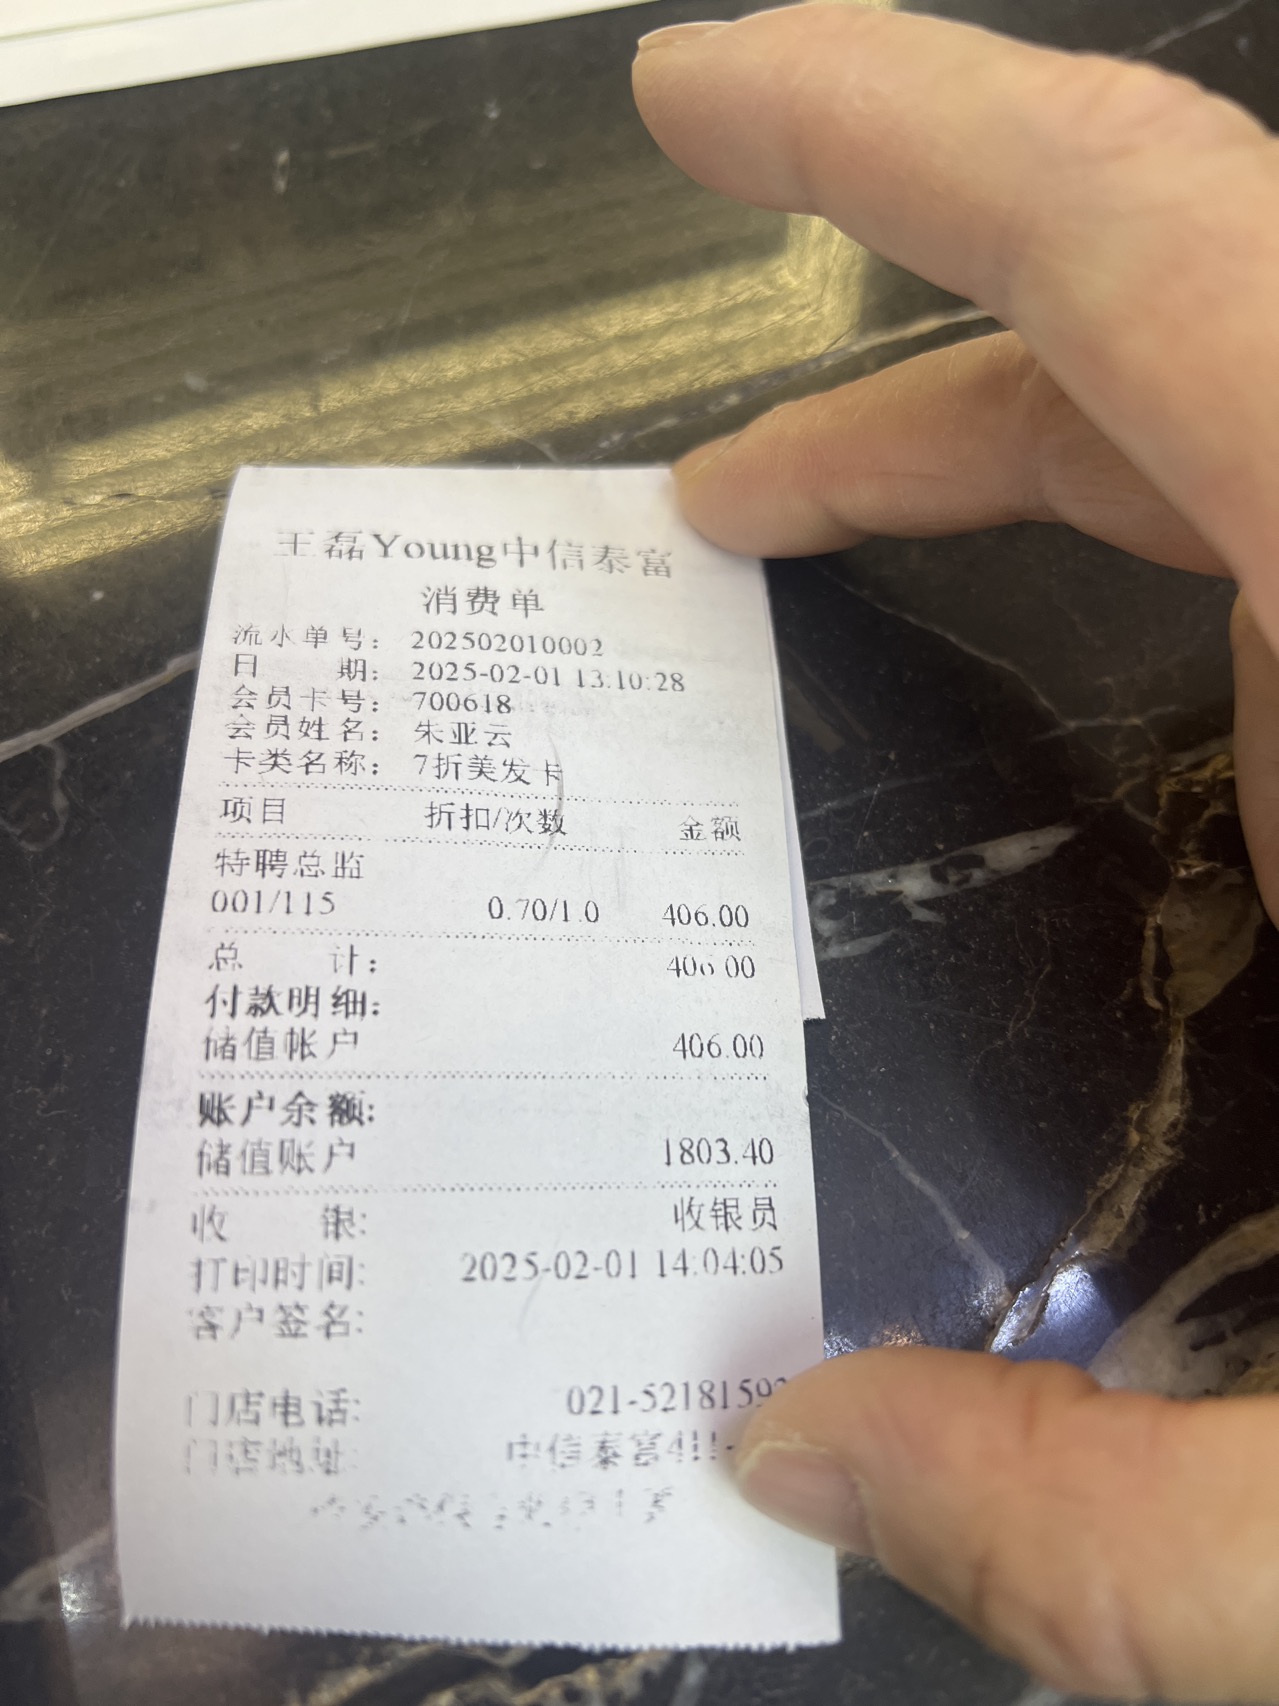 王磊Young中信泰富
消费单
流水单号： 202502010002
日 期： 2025-02-01 13:10:28
会员卡号： 700618
会员姓名： 朱亚云
卡类名称： 7折美发卡
项目 折扣/次数 金额
特聘总监
001/115 0.70/1.0 406.00
总 计： 406.00
付款明细:
储值帐户 406.00
账户余额:
储值账户 1803.40
收 银: 收银员
打印时间: 2025-02-01 14:04:05
客户签名:
门店电话: 021-5218159
门店地址: 中信泰富411-